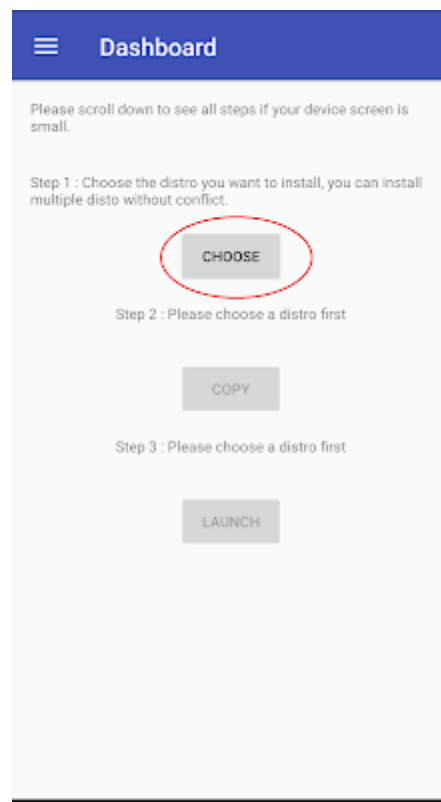 Dashboard
Please scroll down to see all steps if your device screen is
small.
Step 1 : Choose the distro you want to install, you can install
multiple disto without conflict.
CHOOSE
Step 2 : Please choose a distro first
COPY
Step 3 : Please choose a distro first
LAUNCH